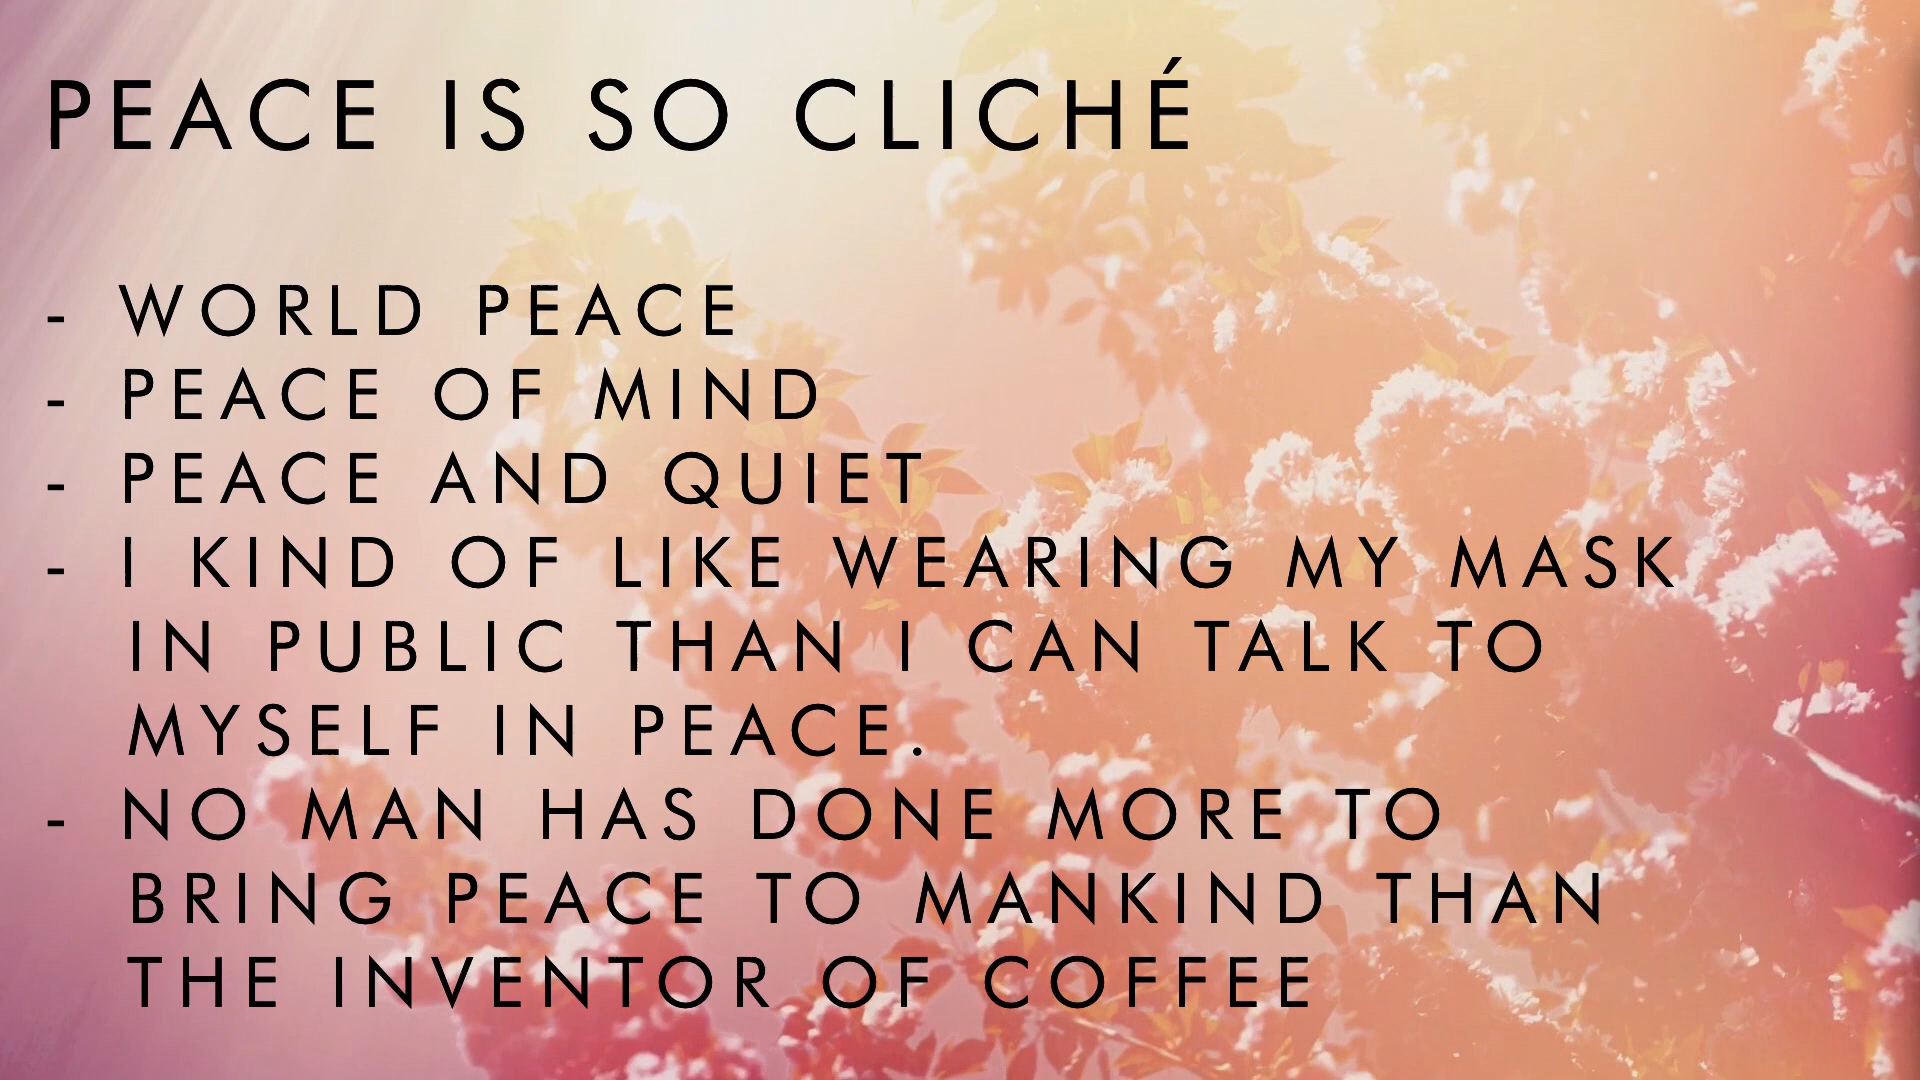 PEACE IS SO CLICHÉ
- WORLD PEACE
- PEACE OF MIND
- PEACE AND QUIET
- I KIND OF LIKE WEARING MY MASK
IN PUBLIC THAN I CAN TALK TO
MYSELF IN PEACE.
- NO MAN HAS DONE MORE TO
BRING PEACE TO MANKIND THAN
THE INVENTOR OF COFFEE